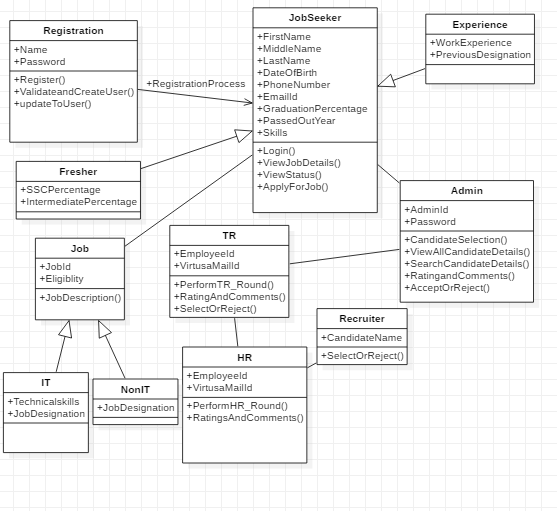 Registration
+Name
+Password
+Register()
+ValidateandCreateUser()
+updateToUser()
+RegistrationProcess
JobSeeker
+FirstName
+MiddleName
+LastName
+DateOfBirth
+PhoneNumber
+EmailId
+GraduationPercentage
+PassedOutYear
+Skills
+Login()
+ViewJobDetails()
+ViewStatus()
+ApplyForJob()
Experience
+WorkExperience
+PreviousDesignation
Fresher
+SSCPercentage
+IntermediatePercentage
Admin
+AdminId
+Password
+CandidateSelection()
+ViewAllCandidateDetails()
+SearchCandidateDetails()
+RatingandComments()
+AcceptOrReject()
Job
+JobId
+Eligiblity
+JobDescription()
TR
+EmployeeId
+VirtusaMailId
+PerformTR_Round()
+RatingAndComments()
+SelectOrReject()
Recruiter
+CandidateName
+SelectOrReject()
HR
+EmployeeId
+VirtusaMailId
+PerformHR_Round()
+RatingsAndComments()
IT
+Technicalskills
+JobDesignation
NonIT
+JobDesignation